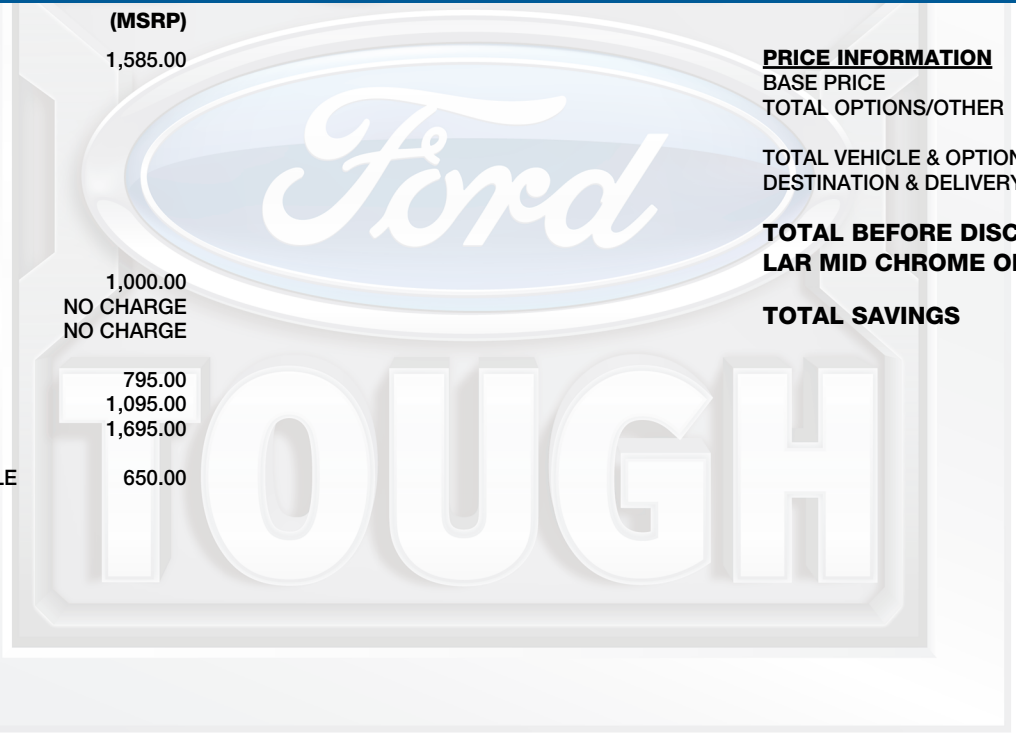 (MSRP)
1,585.00
1,000.00
NO CHARGE
NO CHARGE
795.00
1,095.00
1,695.00
LE 650.00
PRICE INFORMATION
BASE PRICE
TOTAL OPTIONS/OTHER
TOTAL VEHICLE & OPTION
DESTINATION & DELIVERY
TOTAL BEFORE DISC
LAR MID CHROME O
TOTAL SAVINGS
Ford
TOUGH